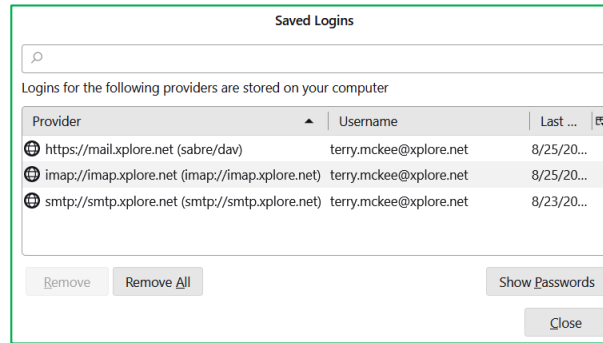 Saved Logins
Logins for the following providers are stored on your computer
Provider Username Last ...
https://mail.xplore.net (sabre/dav) terry.mckee@xplore.net 8/25/20...
imap://imap.xplore.net (imap://imap.xplore.net) terry.mckee@xplore.net 8/25/20...
smtp://smtp.xplore.net (smtp://smtp.xplore.net) terry.mckee@xplore.net 8/23/20...
Remove Remove All Show Passwords
Close